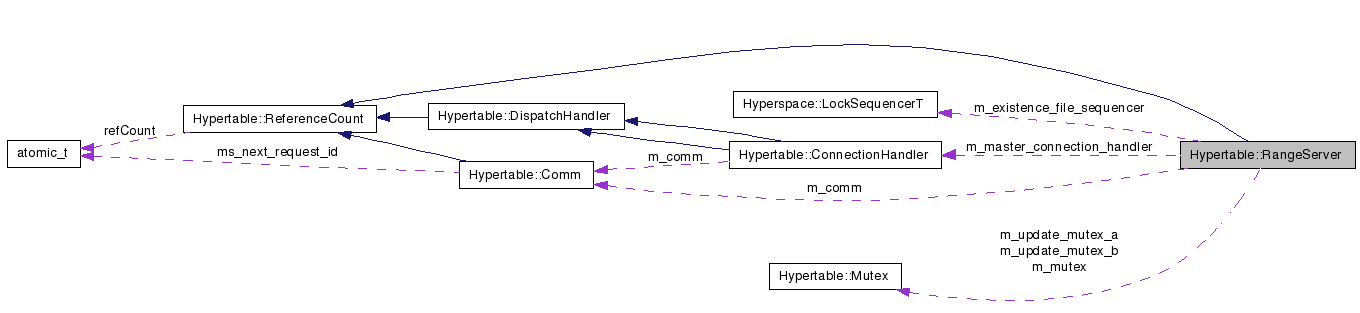 Hyperspace::LockSequencerT
m_existence_file_sequencer
Hypertable::ReferenceCount
Hypertable::DispatchHandler
refCount
atomic_t
ms_next_request_id
m_comm
Hypertable::ConnectionHandler
m_master_connection_handler
Hypertable::RangeServer
Hypertable::Comm
m_comm
m_update_mutex_a
m_update_mutex_b
m_mutex
Hypertable::Mutex